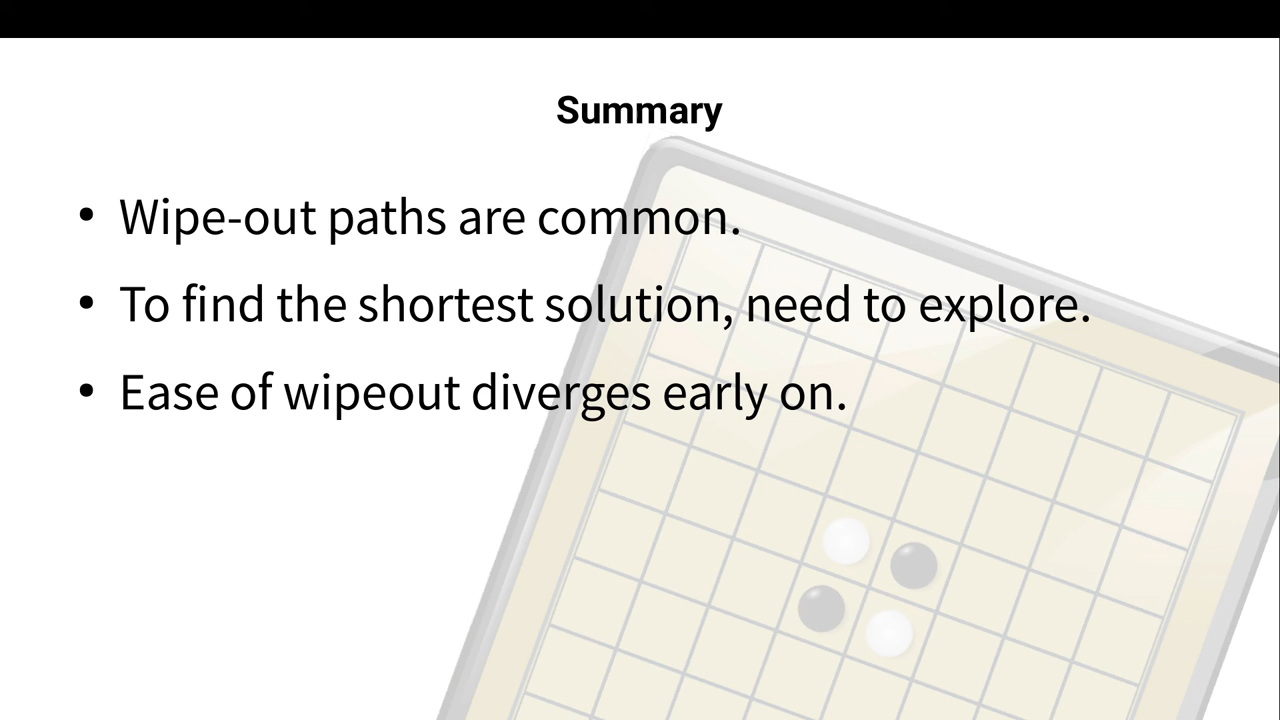 Summary
• Wipe-out paths are common.
• To find the shortest solution, need to explore.
• Ease of wipeout diverges early on.